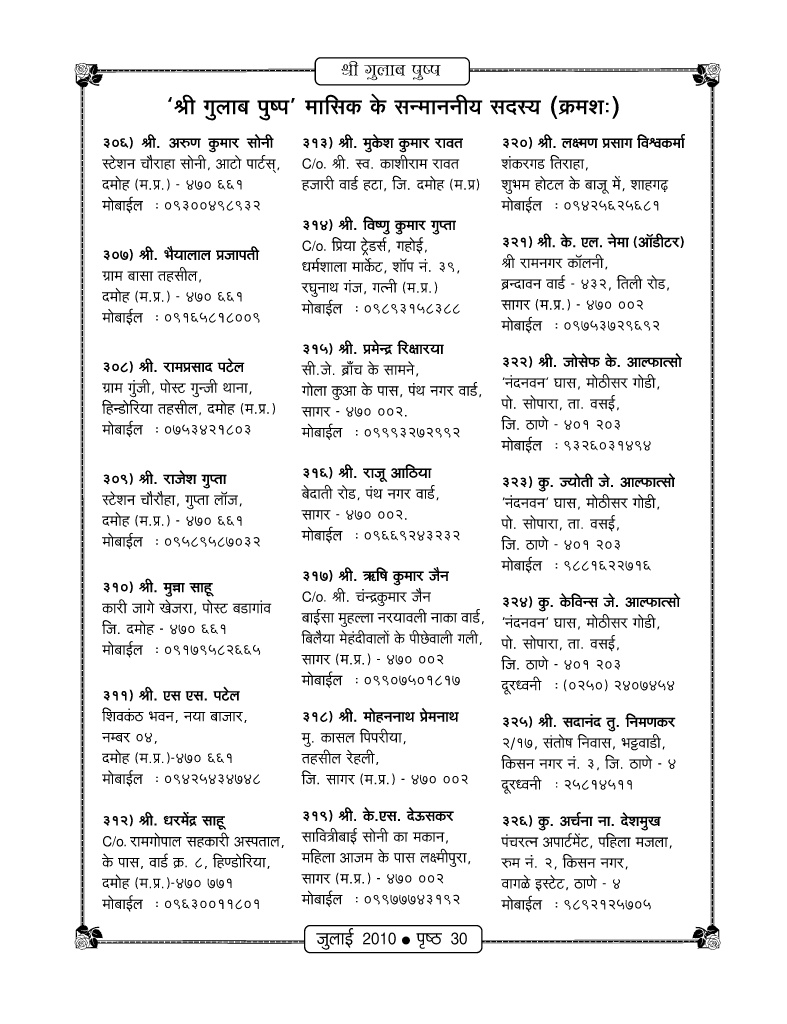 श्री गुलाब पुष्प
‘श्री गुलाब पुष्प’ मासिक के सन्माननीय सदस्य (क्रमशः)
३०६) श्री. अरुण कुमार सोनी
स्टेशन चौराहा सोनी, आटो पार्टस्,
दमोह (म.प्र.) - ४७० ६६१
मोबाईल : ०९३००४९८९३२
३०७) श्री. भैयालाल प्रजापती
ग्राम बासा तहसील,
दमोह (म.प्र.) - ४७० ६६१
मोबाईल : ०९१६५८१८००९
३०८) श्री. रामप्रसाद पटेल
ग्राम गुंजी, पोस्ट गुन्जी थाना,
हिन्डोरिया तहसील, दमोह (म.प्र.)
मोबाईल : ०७५३४२१८०३
३०९) श्री. राजेश गुप्ता
स्टेशन चौरौहा, गुप्ता लॉज,
दमोह (म.प्र.) - ४७० ६६१
मोबाईल : ०९५८९५८७०३२
३१०) श्री. मुन्ना साहू
कारी जागे खेजरा, पोस्ट बडागांव
जि. दमोह - ४७० ६६१
मोबाईल : ०९१७९५८२६६५
३११) श्री. एस एस. पटेल
शिवकंठ भवन, नया बाजार,
नम्बर ०४,
दमोह (म.प्र.)-४७० ६६१
मोबाईल : ०९४२५४३४७४८
३१२) श्री. धरमेंद्र साहू
C/o. रामगोपाल सहकारी अस्पताल,
के पास, वार्ड क्र. ८, हिण्डोरिया,
दमोह (म.प्र.)-४७० ७७१
मोबाईल : ०९६३००११८०१
३१३) श्री. मुकेश कुमार रावत
C/o. श्री. स्व. काशीराम रावत
हजारी वार्ड हटा, जि. दमोह (म.प्र)
३१४) श्री. विष्णु कुमार गुप्ता
C/o. प्रिया ट्रेडर्स, गहोई,
धर्मशाला मार्केट, शॉप नं. ३९,
रघुनाथ गंज, गत्नी (म.प्र.)
मोबाईल : ०९८९३१५८३८८
३१५) श्री. प्रमेन्द्र रिक्षारया
सी.जे. ब्राँच के सामने,
गोला कुआ के पास, पंथ नगर वार्ड,
सागर - ४७० ००२.
मोबाईल : ०९९९३२७२९९२
३१६) श्री. राजू आठिया
बेदाती रोड, पंथ नगर वार्ड,
सागर - ४७० ००२.
मोबाईल : ०९६६९२४३२३२
३१७) श्री. ऋषि कुमार जैन
C/o. श्री. चंन्द्रकुमार जैन
बाईसा मुहल्ला नरयावली नाका वार्ड,
बिलैया मेहंदीवालों के पीछेवाली गली,
सागर (म.प्र.) - ४७० ००२
मोबाईल : ०९९०७५०१८१७
३१८) श्री. मोहननाथ प्रेमनाथ
मु. कासल पिपरीया,
तहसील रेहली,
जि. सागर (म.प्र.) - ४७० ००२
३१९) श्री. के.एस. देऊसकर
सावित्रीबाई सोनी का मकान,
महिला आजम के पास लक्ष्मीपुरा,
सागर (म.प्र.) - ४७० ००२
मोबाईल : ०९९७७७४३१९२
३२०) श्री. लक्ष्मण प्रसाग विश्वकर्मा
शंकरगड तिराहा,
शुभम होटल के बाजू में, शाहगढ़
मोबाईल : ०९४२५६२५६८१
३२१) श्री. के. एल. नेमा (ऑडीटर)
श्री रामनगर कॉलनी,
ब्रन्दावन वार्ड - ४३२, तिली रोड,
सागर (म.प्र.) - ४७० ००२
मोबाईल : ०९७५३७२९६९२
३२२) श्री. जोसेफ के. आल्फात्सो
‘नंदनवन’ घास, मोठीसर गोडी,
पो. सोपारा, ता. वसई,
जि. ठाणे - ४०१ २०३
मोबाईल : ९३२६०३१४९४
३२३) कु. ज्योती जे. आल्फात्सो
‘नंदनवन’ घास, मोठीसर गोडी,
पो. सोपारा, ता. वसई,
जि. ठाणे - ४०१ २०३
मोबाईल : ९८८१६२२७१६
३२४) कु. केविन्स जे. आल्फात्सो
‘नंदनवन’ घास, मोठीसर गोडी,
पो. सोपारा, ता. वसई,
जि. ठाणे - ४०१ २०३
दूरध्वनी : (०२५०) २४०७४५४
३२५) श्री. सदानंद तु. निमणकर
२/१७, संतोष निवास, भट्टवाडी,
किसन नगर नं. ३, जि. ठाणे - ४
दूरध्वनी : २५८१४५११
३२६) कु. अर्चना ना. देशमुख
पंचरत्न अपार्टमेंट, पहिला मजला,
रुम नं. २, किसन नगर,
वागळे इस्टेट, ठाणे - ४
मोबाईल : ९८९२१२५७०५
जुलाई 2010 ● पृष्ठ 30